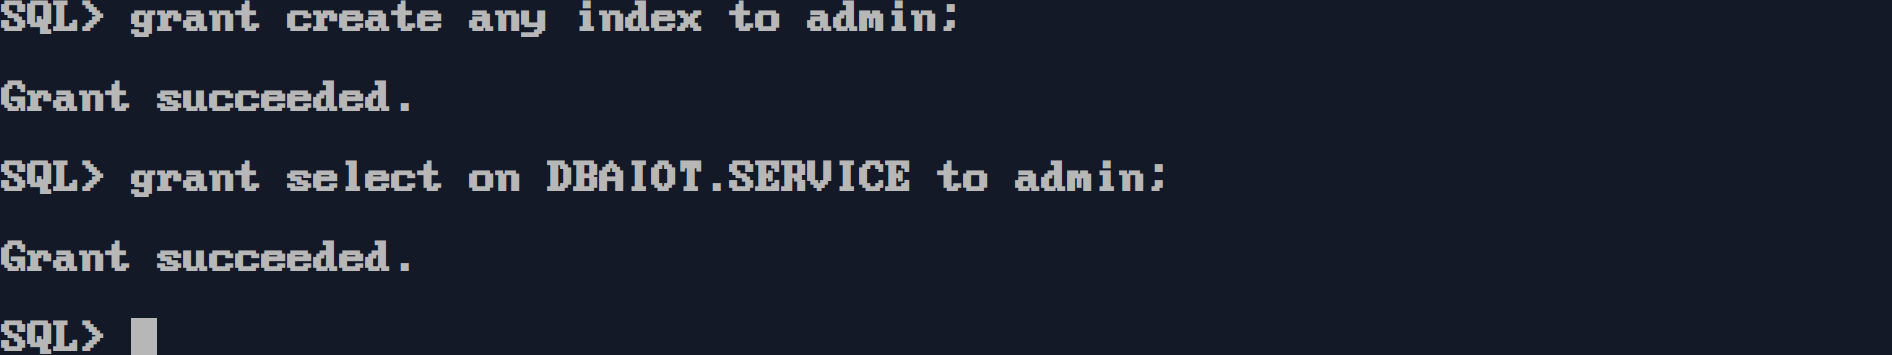 SQL> grant create any index to admin;
Grant succeeded.
SQL> grant select on DBAIOT.SERVICE to admin;
Grant succeeded.
SQL>